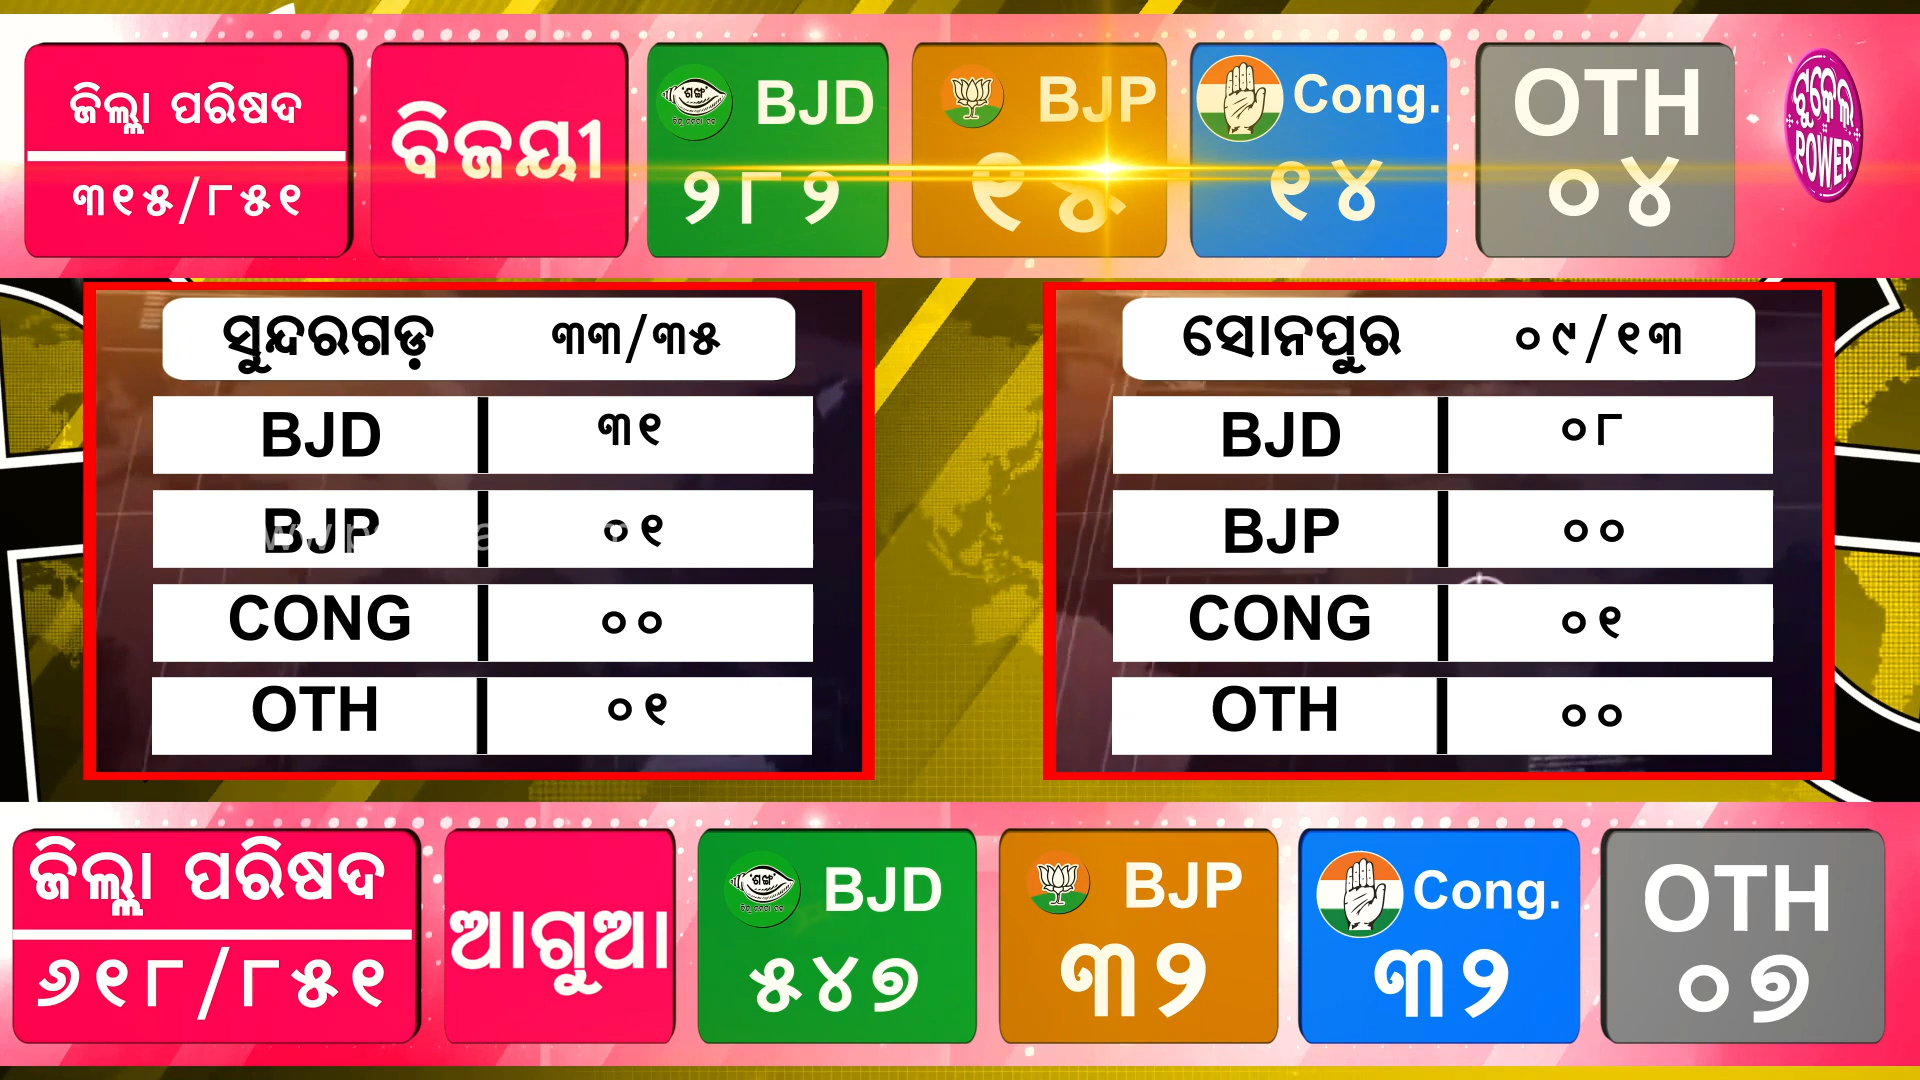 ଜିଲ୍ଲା ପରିଷଦ
୩୧୫/୮୫୧
ବିଜୟୀ
BJD
୨୮୨
BJP
Cong.
୧୪
OTH
୦୪
POWER
ସୁନ୍ଦରଗଡ଼ ୩୩/୩୫
BJD ୩୧
BJP ୦୧
CONG ୦୦
OTH ୦୧
ସୋନପୁର ୦୯/୧୩
BJD ୦୮
BJP ୦୦
CONG ୦୧
OTH ୦୦
ଜିଲ୍ଲା ପରିଷଦ
୬୧୮/୮୫୧
ଆଗୁଆ
BJD
୫୪୭
BJP
୩୨
Cong.
୩୨
OTH
୦୭